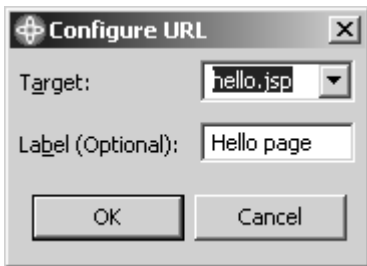 Configure URL
Target: hello.jsp
Label (Optional): Hello page
OK Cancel